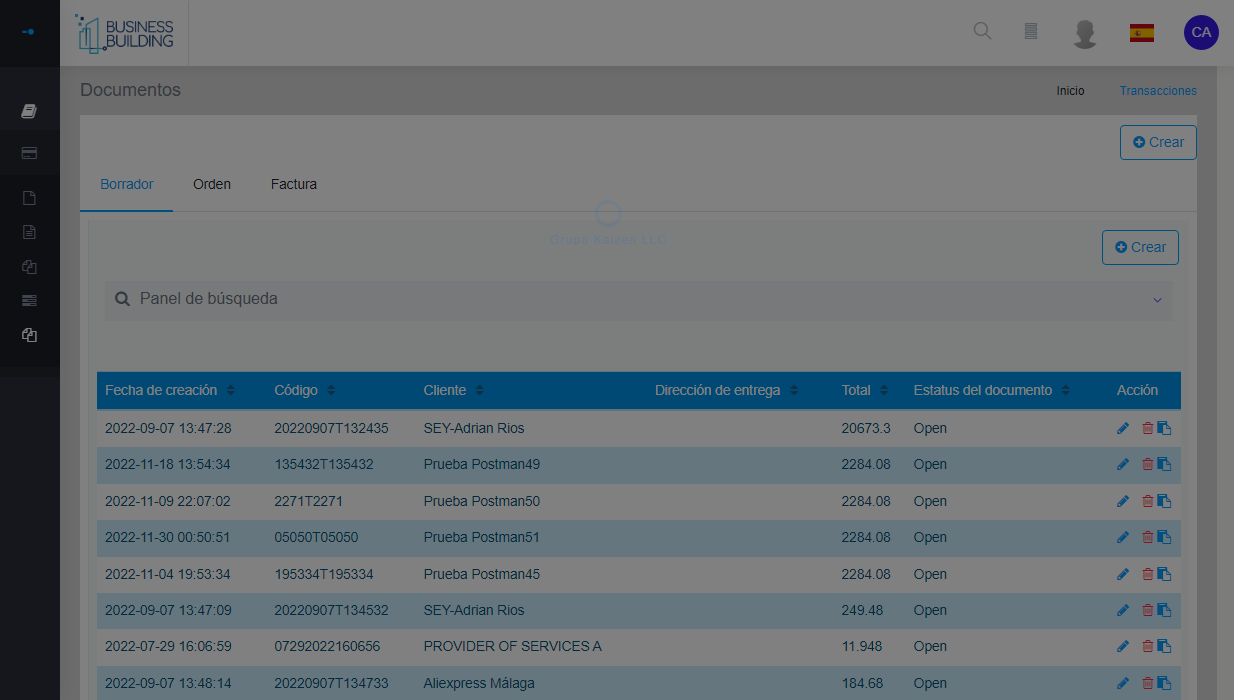 BUSINESS
BUILDING
CA
Documentos
Inicio
Transacciones
Crear
Borrador
Orden
Factura
Grupo Kaizen LLC
Crear
Panel de búsqueda
Fecha de creación Código Cliente Dirección de entrega Total Estatus del documento Acción
2022-09-07 13:47:28 20220907T132435 SEY-Adrian Rios 20673.3 Open
2022-11-18 13:54:34 135432T135432 Prueba Postman49 2284.08 Open
2022-11-09 22:07:02 2271T2271 Prueba Postman50 2284.08 Open
2022-11-30 00:50:51 05050T05050 Prueba Postman51 2284.08 Open
2022-11-04 19:53:34 195334T195334 Prueba Postman45 2284.08 Open
2022-09-07 13:47:09 20220907T134532 SEY-Adrian Rios 249.48 Open
2022-07-29 16:06:59 07292022160656 PROVIDER OF SERVICES A 11.948 Open
2022-09-07 13:48:14 20220907T134733 Aliexpress Málaga 184.68 Open